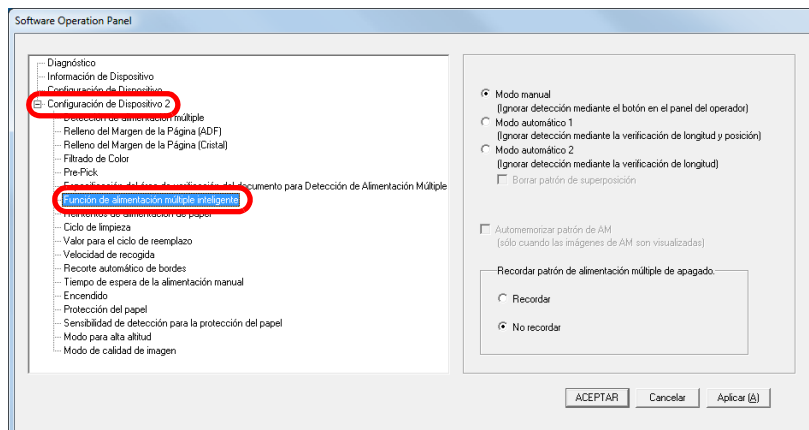 Software Operation Panel
Diagnóstico
Información de Dispositivo
Configuración de Dispositivo
Configuración de Dispositivo 2
Detección de alimentación múltiple
Relleno del Margen de la Página (ADF)
Relleno del Margen de la Página (Cristal)
Filtrado de Color
Pre-Pick
Especificación del área de verificación del documento para Detección de Alimentación Múltiple
Función de alimentación múltiple inteligente
Reintentos de alimentación de papel
Ciclo de limpieza
Valor para el ciclo de reemplazo
Velocidad de recogida
Recorte automático de bordes
Tiempo de espera de la alimentación manual
Encendido
Protección del papel
Sensibilidad de detección para la protección del papel
Modo para alta altitud
Modo de calidad de imagen
Modo manual
(Ignorar detección mediante el botón en el panel del operador)
Modo automático 1
(Ignorar detección mediante la verificación de longitud y posición)
Modo automático 2
(Ignorar detección mediante la verificación de longitud)
Borrar patrón de superposición
Automemorizar patrón de AM
(sólo cuando las imágenes de AM son visualizadas)
Recordar patrón de alimentación múltiple de apagado.
Recordar
No recordar
ACEPTAR
Cancelar
Aplicar (A)